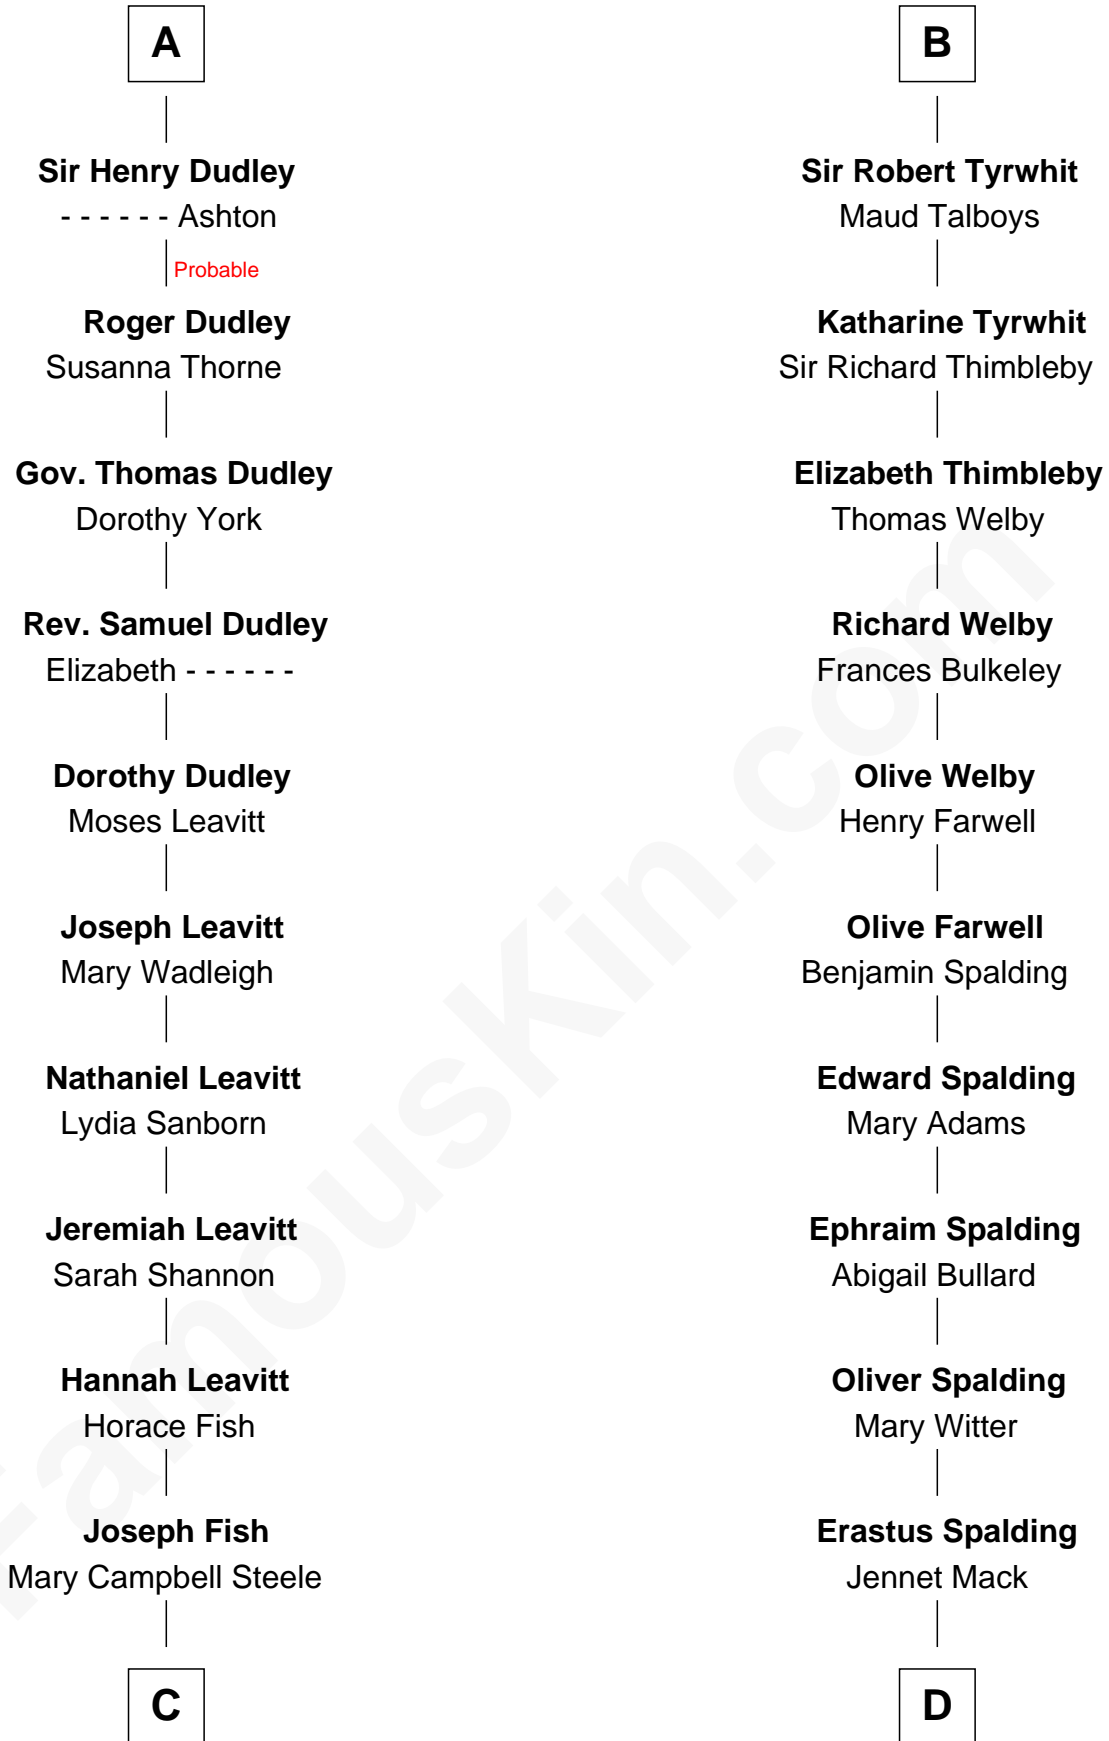 A
Sir Henry Dudley
- - - - - - Ashton
Probable
Roger Dudley
Susanna Thorne
Gov. Thomas Dudley
Dorothy York
Rev. Samuel Dudley
Elizabeth - - - - - -
Dorothy Dudley
Moses Leavitt
Joseph Leavitt
Mary Wadleigh
Nathaniel Leavitt
Lydia Sanborn
Jeremiah Leavitt
Sarah Shannon
Hannah Leavitt
Horace Fish
Joseph Fish
Mary Campbell Steele
C
B
Sir Robert Tyrwhit
Maud Talboys
Katharine Tyrwhit
Sir Richard Thimbleby
Elizabeth Thimbleby
Thomas Welby
Richard Welby
Frances Bulkeley
Olive Welby
Henry Farwell
Olive Farwell
Benjamin Spalding
Edward Spalding
Mary Adams
Ephraim Spalding
Abigail Bullard
Oliver Spalding
Mary Witter
Erastus Spalding
Jennet Mack
D
FamousKin.com